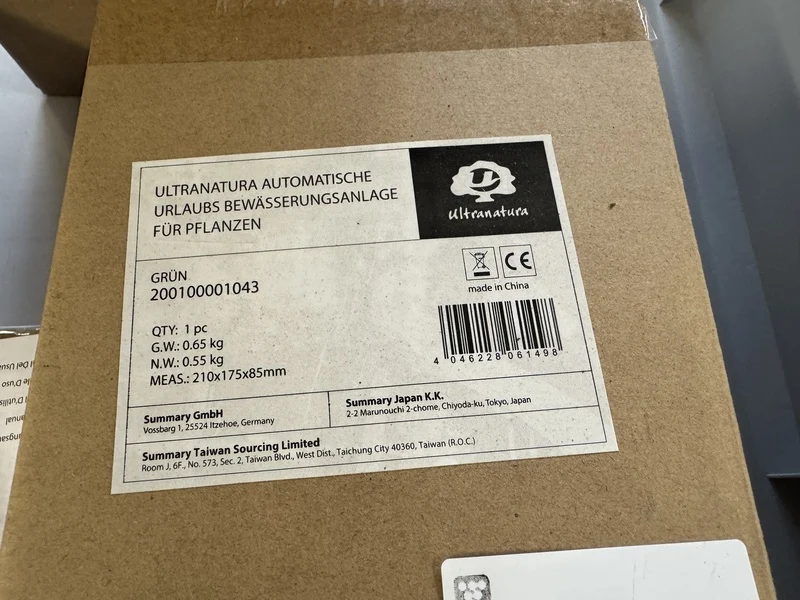 ULTRANATURA AUTOMATISCHE
URLAUBS BEWÄSSERUNGSANLAGE
FÜR PFLANZEN
Ultranatura
GRÜN
200100001043
CE
made in China
QTY: 1 pc
G.W.: 0.65 kg
N.W.: 0.55 kg
MEAS.: 210x175x85mm
4 046228 061498
Summary GmbH
Vossbarg 1, 25524 Itzehoe, Germany
Summary Japan K.K.
2-2 Marunouchi 2-chome, Chiyoda-ku, Tokyo, Japan
Summary Taiwan Sourcing Limited
Room J, 6F., No. 573, Sec. 2, Taiwan Blvd., West Dist., Taichung City 40360, Taiwan (R.O.C.)